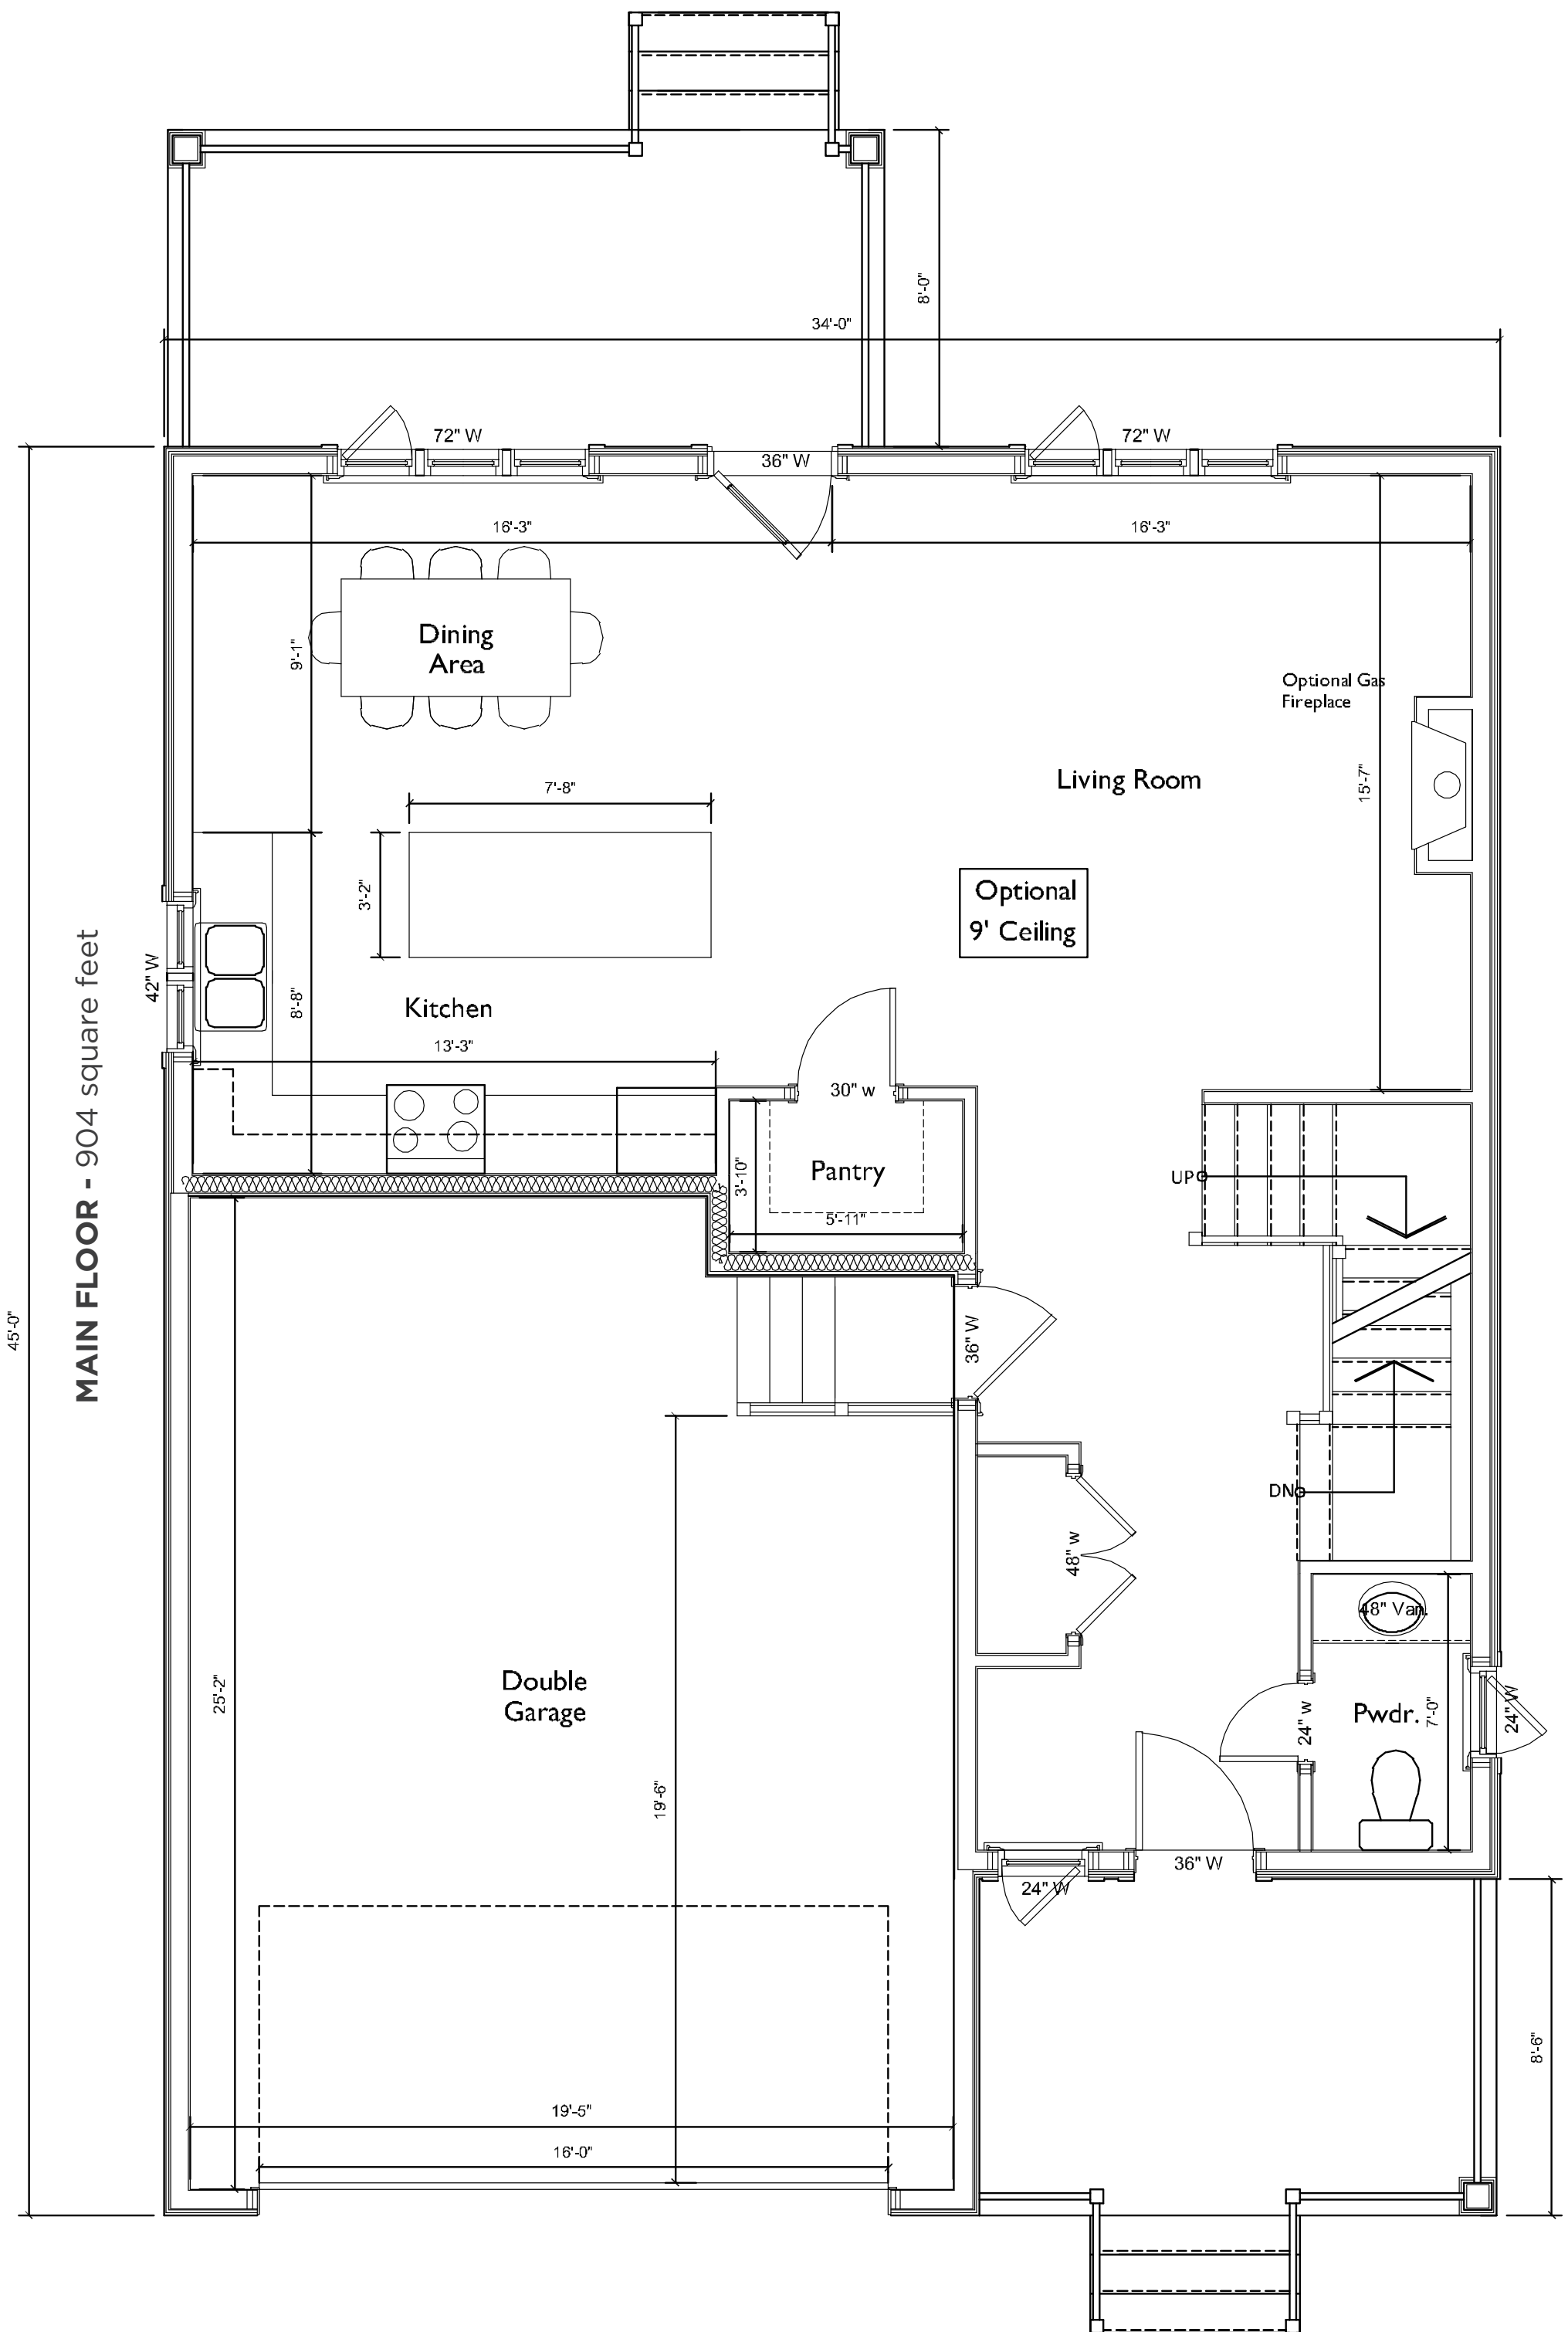 8'-0"
34'-0"
72" W
36" W
72" W
16'-3"
16'-3"
Dining
Area
9'-1"
Optional Gas
Fireplace
7'-8"
Living Room
15'-7"
3'-2"
Optional
9' Ceiling
42" W
8'-8"
Kitchen
13'-3"
30" w
Pantry
3'-10"
5'-11"
UP
MAIN FLOOR - 904 square feet
45'-0"
36" W
DN
48" w
48" Van.
Double
Garage
25'-2"
19'-6"
Pwdr.
7'-0"
24" w
24" W
36" W
24" W
8'-6"
19'-5"
16'-0"